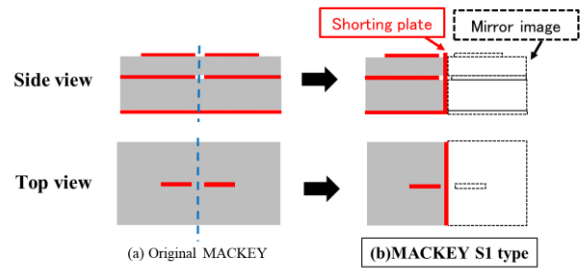 Shorting plate
Mirror image
Side view
Top view
(a) Original MACKEY
(b)MACKEY S1 type